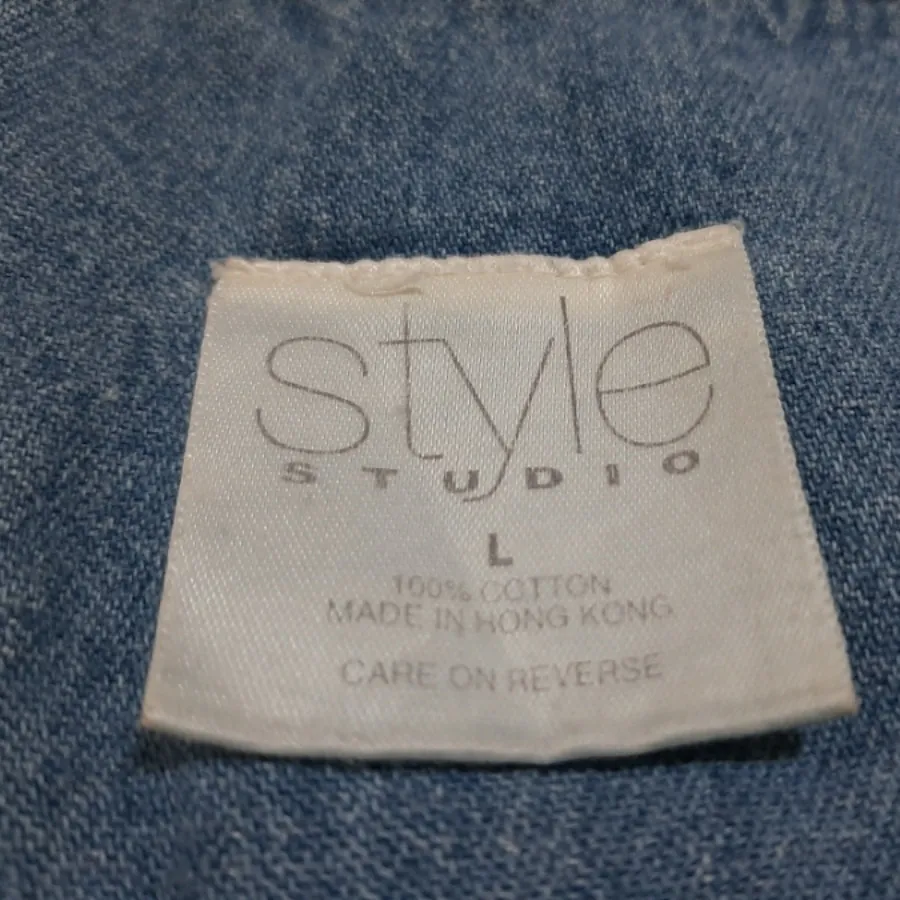 style
STUDIO
L
100% COTTON
MADE IN HONG KONG
CARE ON REVERSE